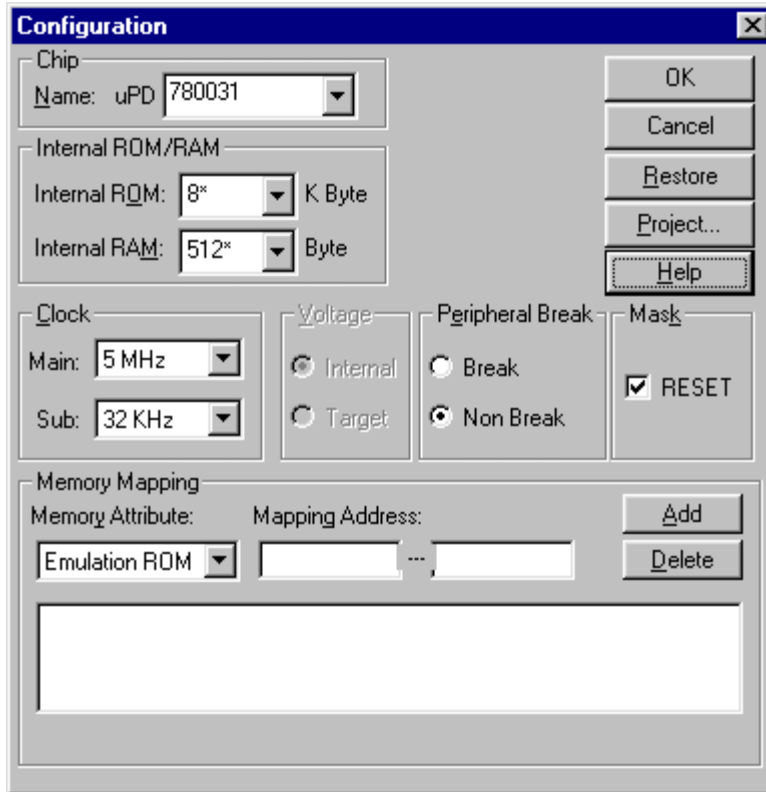 Configuration
Chip
Name: uPD 780031
OK
Cancel
Internal ROM/RAM
Internal ROM: 8* K Byte
Restore
Project...
Internal RAM: 512* Byte
Help
Clock
Voltage
Peripheral Break
Mask
Main: 5 MHz
Internal
Break
RESET
Sub: 32 KHz
Target
Non Break
Memory Mapping
Memory Attribute:
Mapping Address:
Add
Emulation ROM
---
Delete